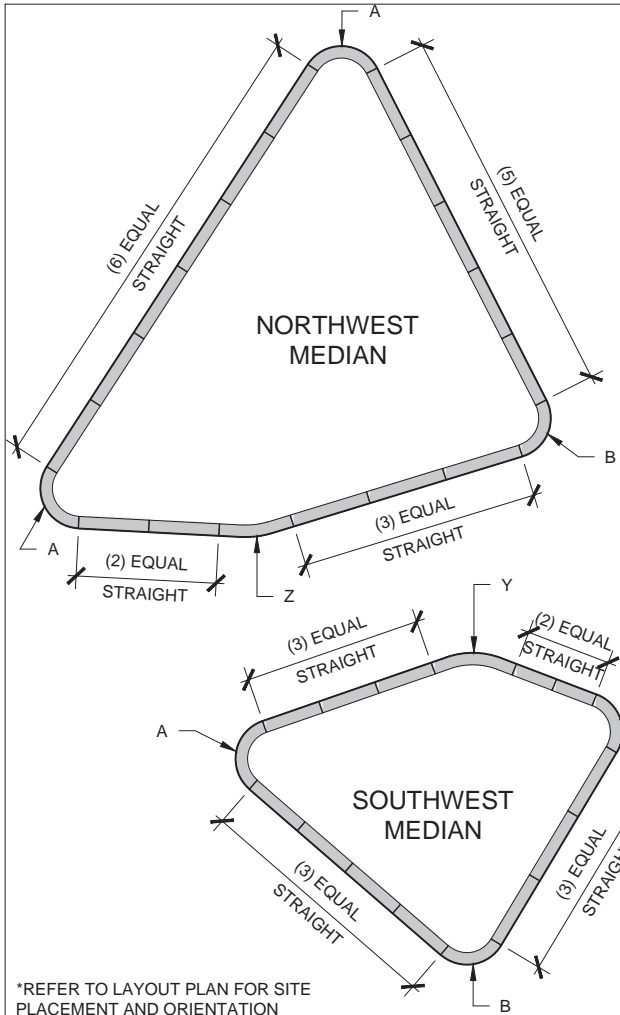 A
(6) EQUAL
STRAIGHT
(5) EQUAL
STRAIGHT
NORTHWEST
MEDIAN
B
(3) EQUAL
STRAIGHT
A
(2) EQUAL
STRAIGHT
Z
Y
(3) EQUAL
STRAIGHT
(2) EQUAL
STRAIGHT
A
SOUTHWEST
MEDIAN
(3) EQUAL
STRAIGHT
(3) EQUAL
STRAIGHT
B
*REFER TO LAYOUT PLAN FOR SITE
PLACEMENT AND ORIENTATION